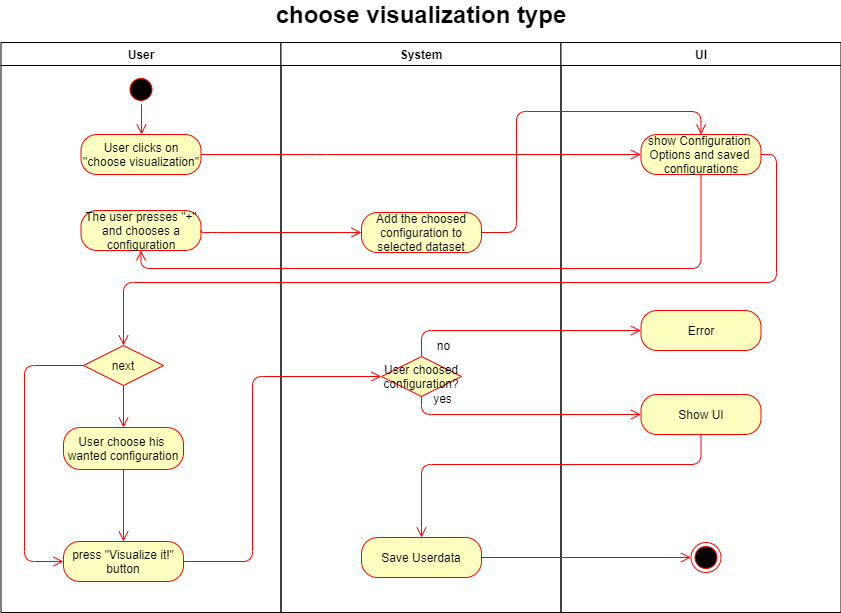 choose visualization type
User
System
UI
User clicks on
"choose visualization"
show Configuration
Options and saved
configurations
The user presses "+"
and chooses a
configuration
Add the choosed
configuration to
selected dataset
Error
no
next
User choosed
configuration?
yes
Show UI
User choose his
wanted configuration
press "Visualize it!"
button
Save Userdata